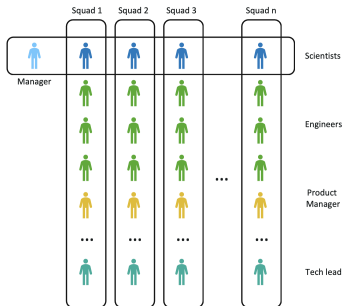 Squad 1 Squad 2 Squad 3 Squad n
Scientists
Manager
Engineers
...
Product
Manager
... ... ... ...
Tech lead